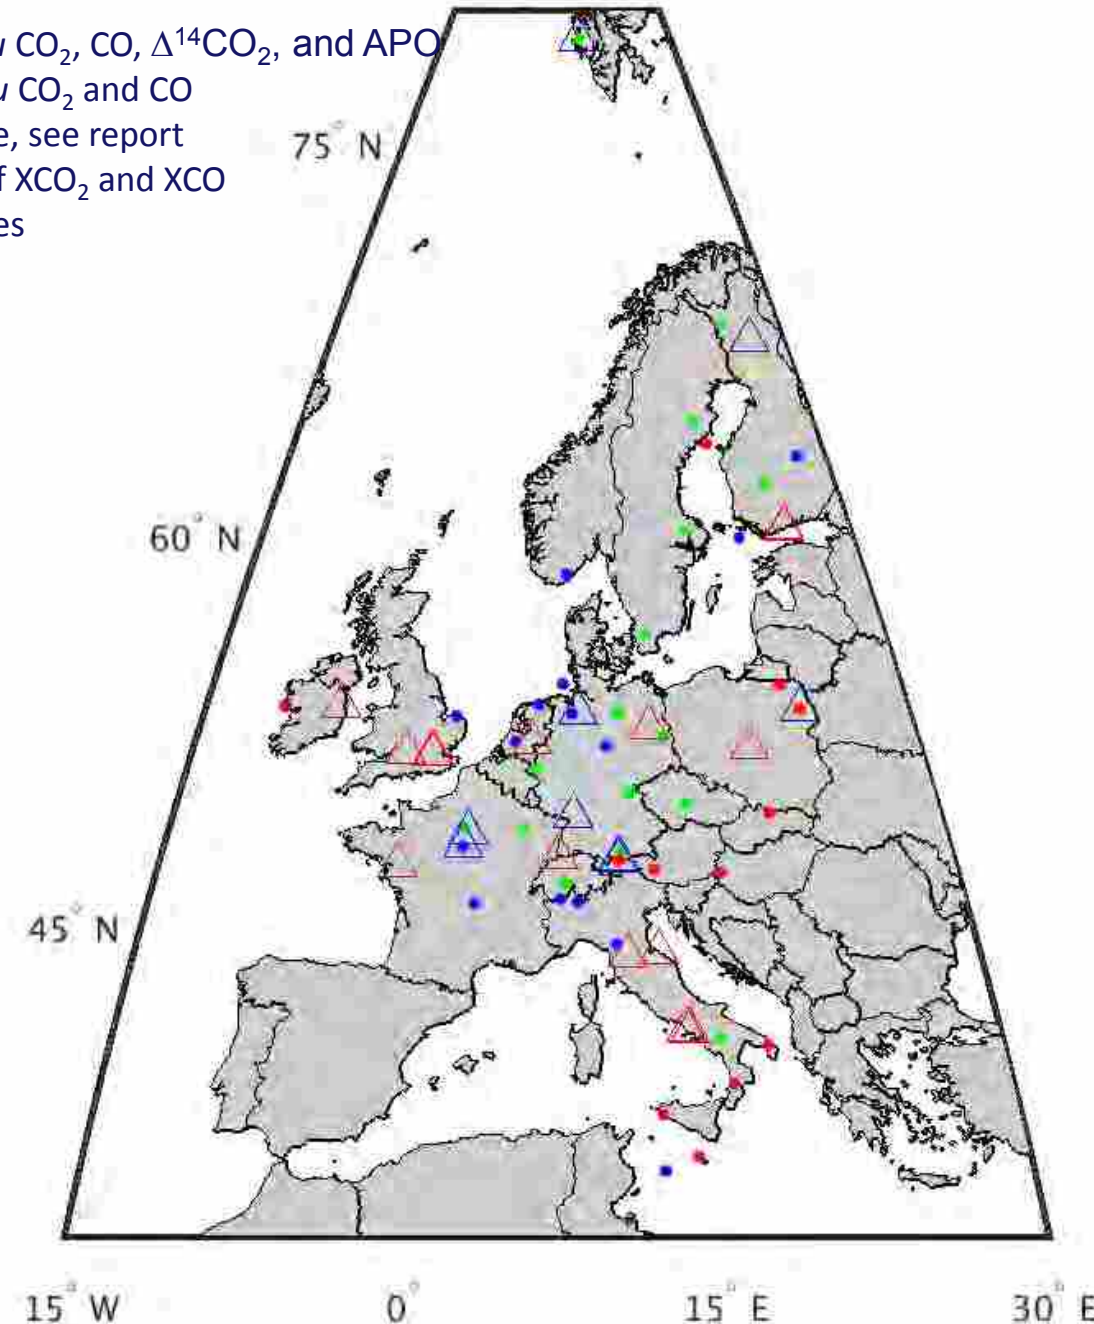 CO₂, CO, Δ¹⁴CO₂, and APO
CO₂ and CO
see report
XCO₂ and XCO
75° N
60° N
45° N
15° W 0° 15° E 30° E